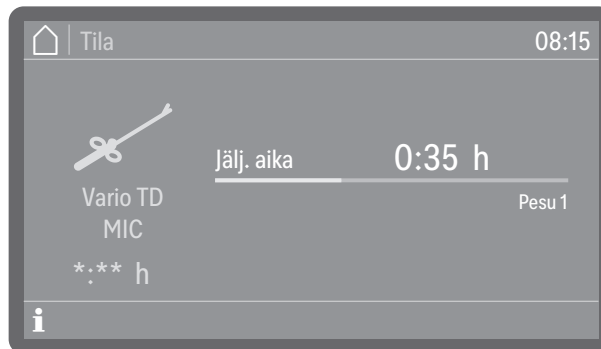 Tila 08:15
Jälj. aika 0:35 h
Pesu 1
Vario TD
MIC
*:** h
i